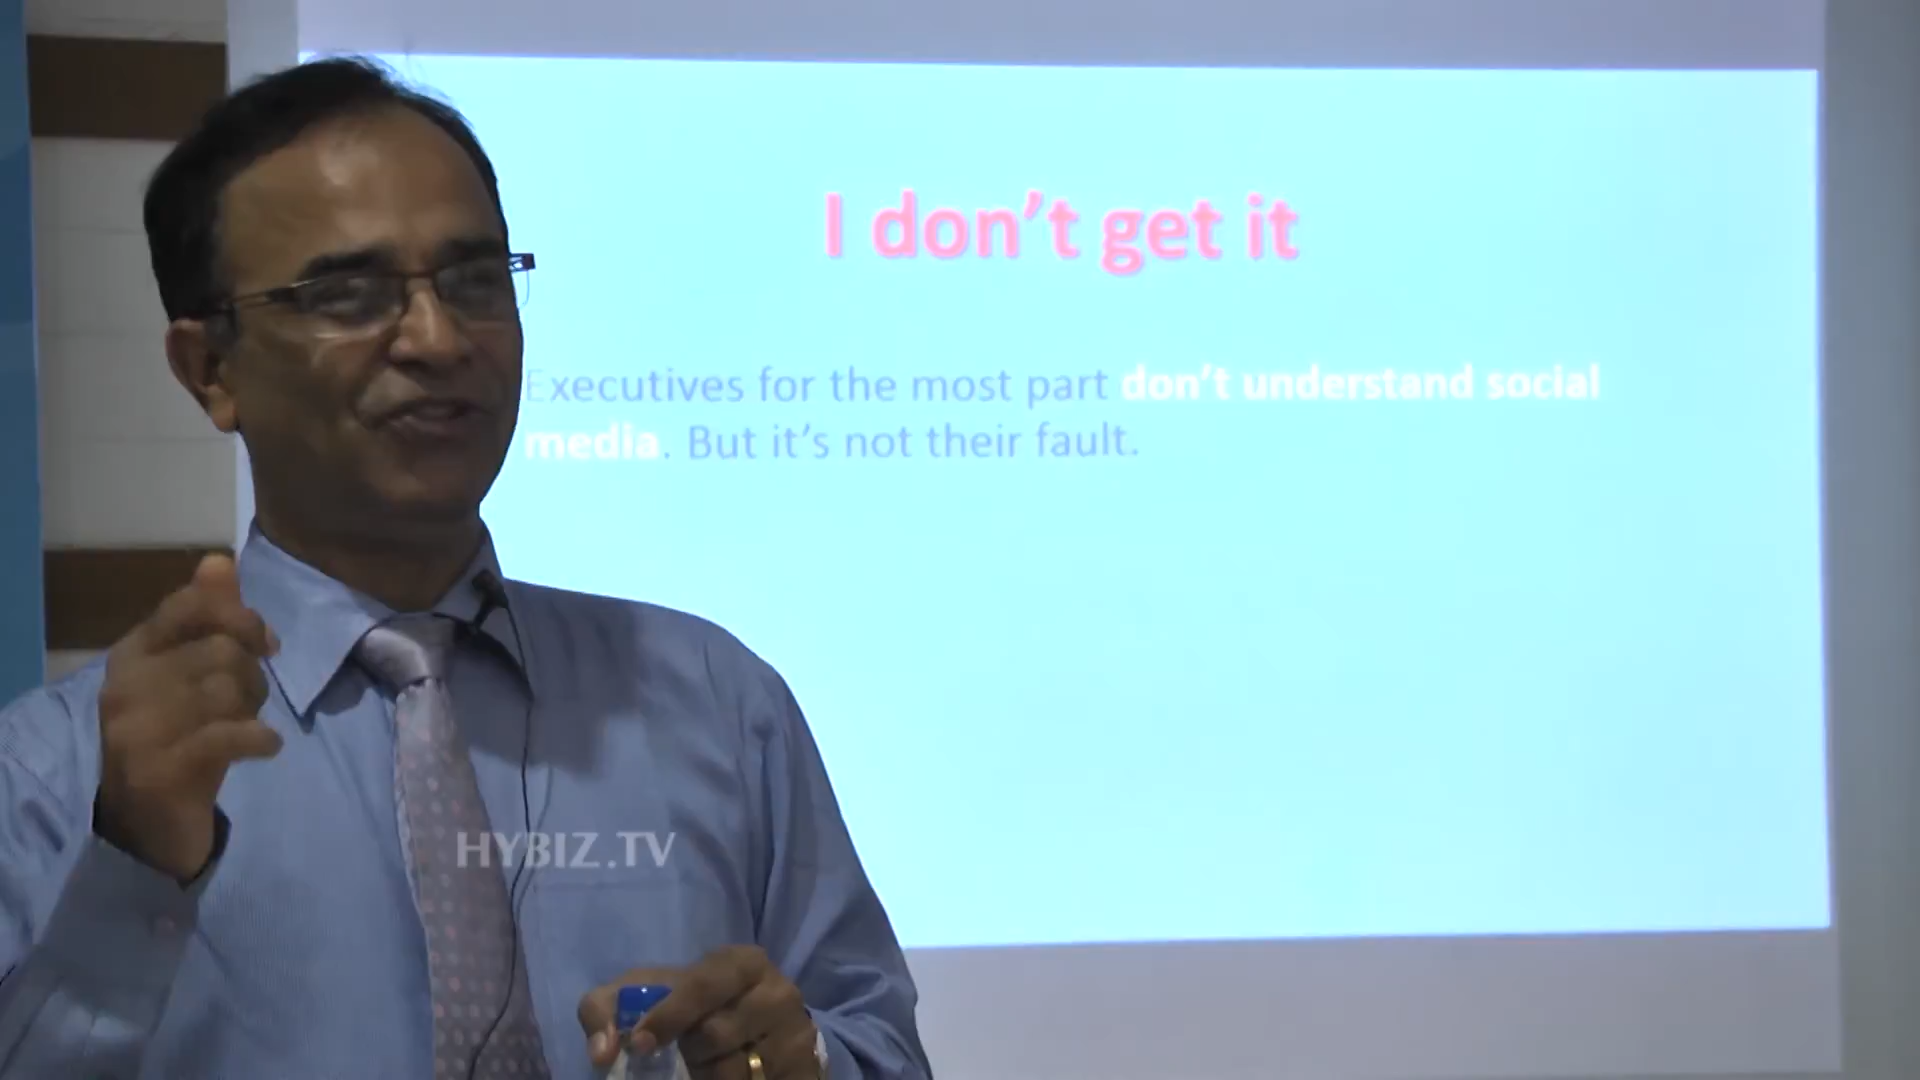 I don't get it
Executives for the most part don't understand social
media. But it's not their fault.
HYBIZ.TV